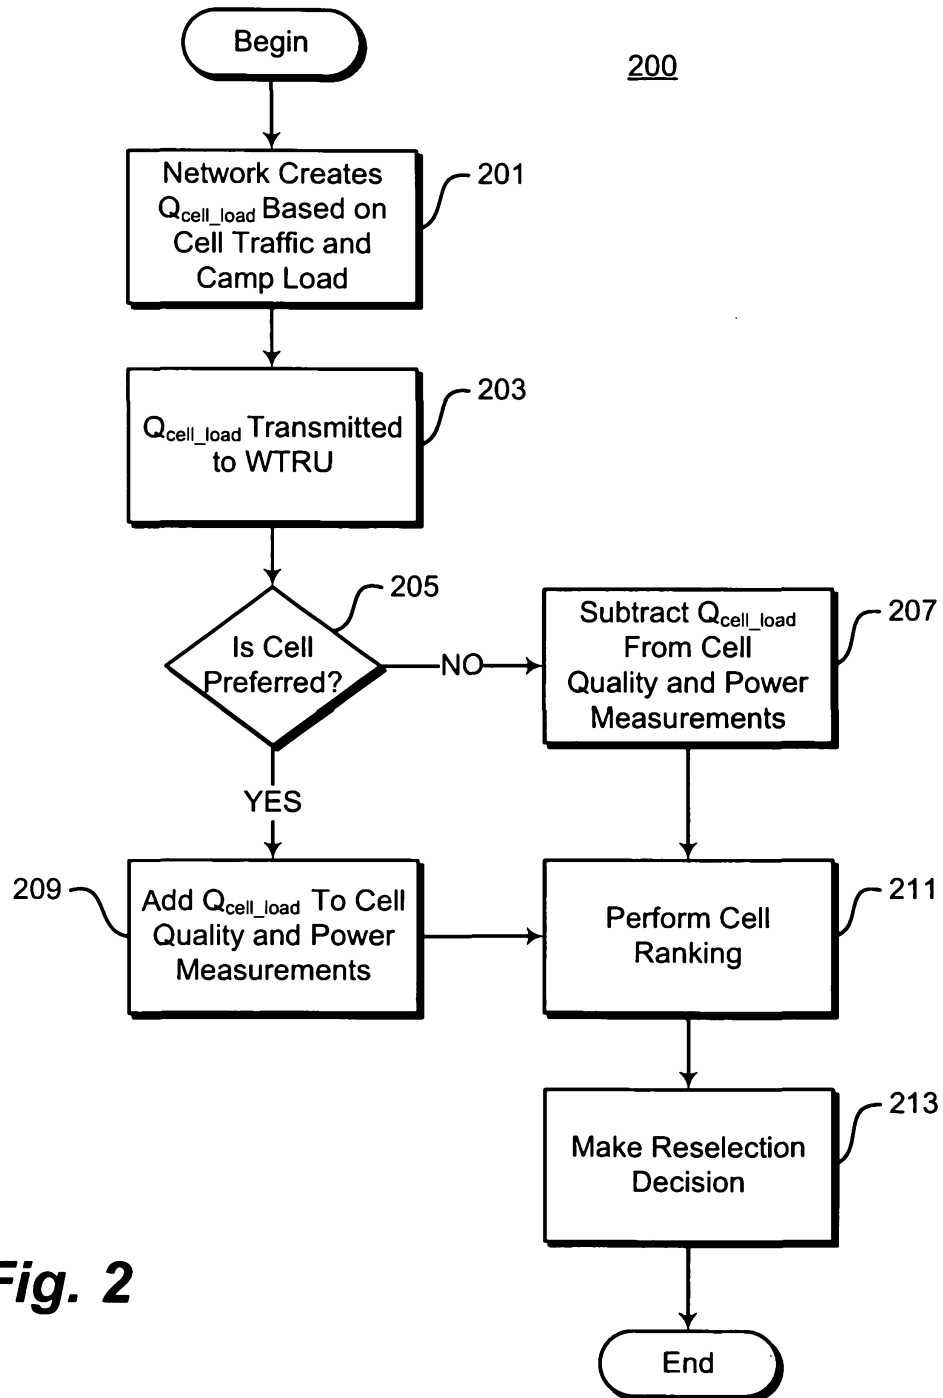 Begin
200
Network Creates
Qcell_load Based on
Cell Traffic and
Camp Load
201
Qcell_load Transmitted
to WTRU
203
Is Cell
Preferred?
205
NO
Subtract Qcell_load
From Cell
Quality and Power
Measurements
207
YES
209
Add Qcell_load To Cell
Quality and Power
Measurements
Perform Cell
Ranking
211
Make Reselection
Decision
213
Fig. 2
End